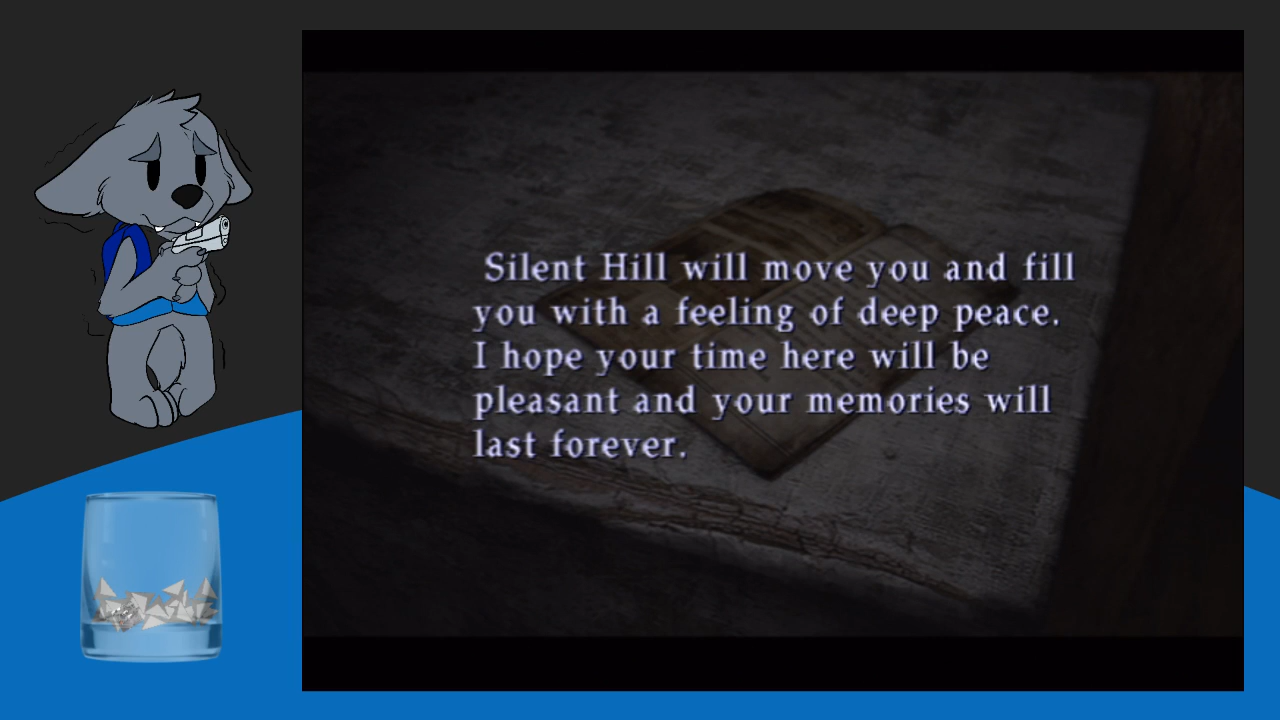 Silent Hill will move you and fill
you with a feeling of deep peace.
I hope your time here will be
pleasant and your memories will
last forever.